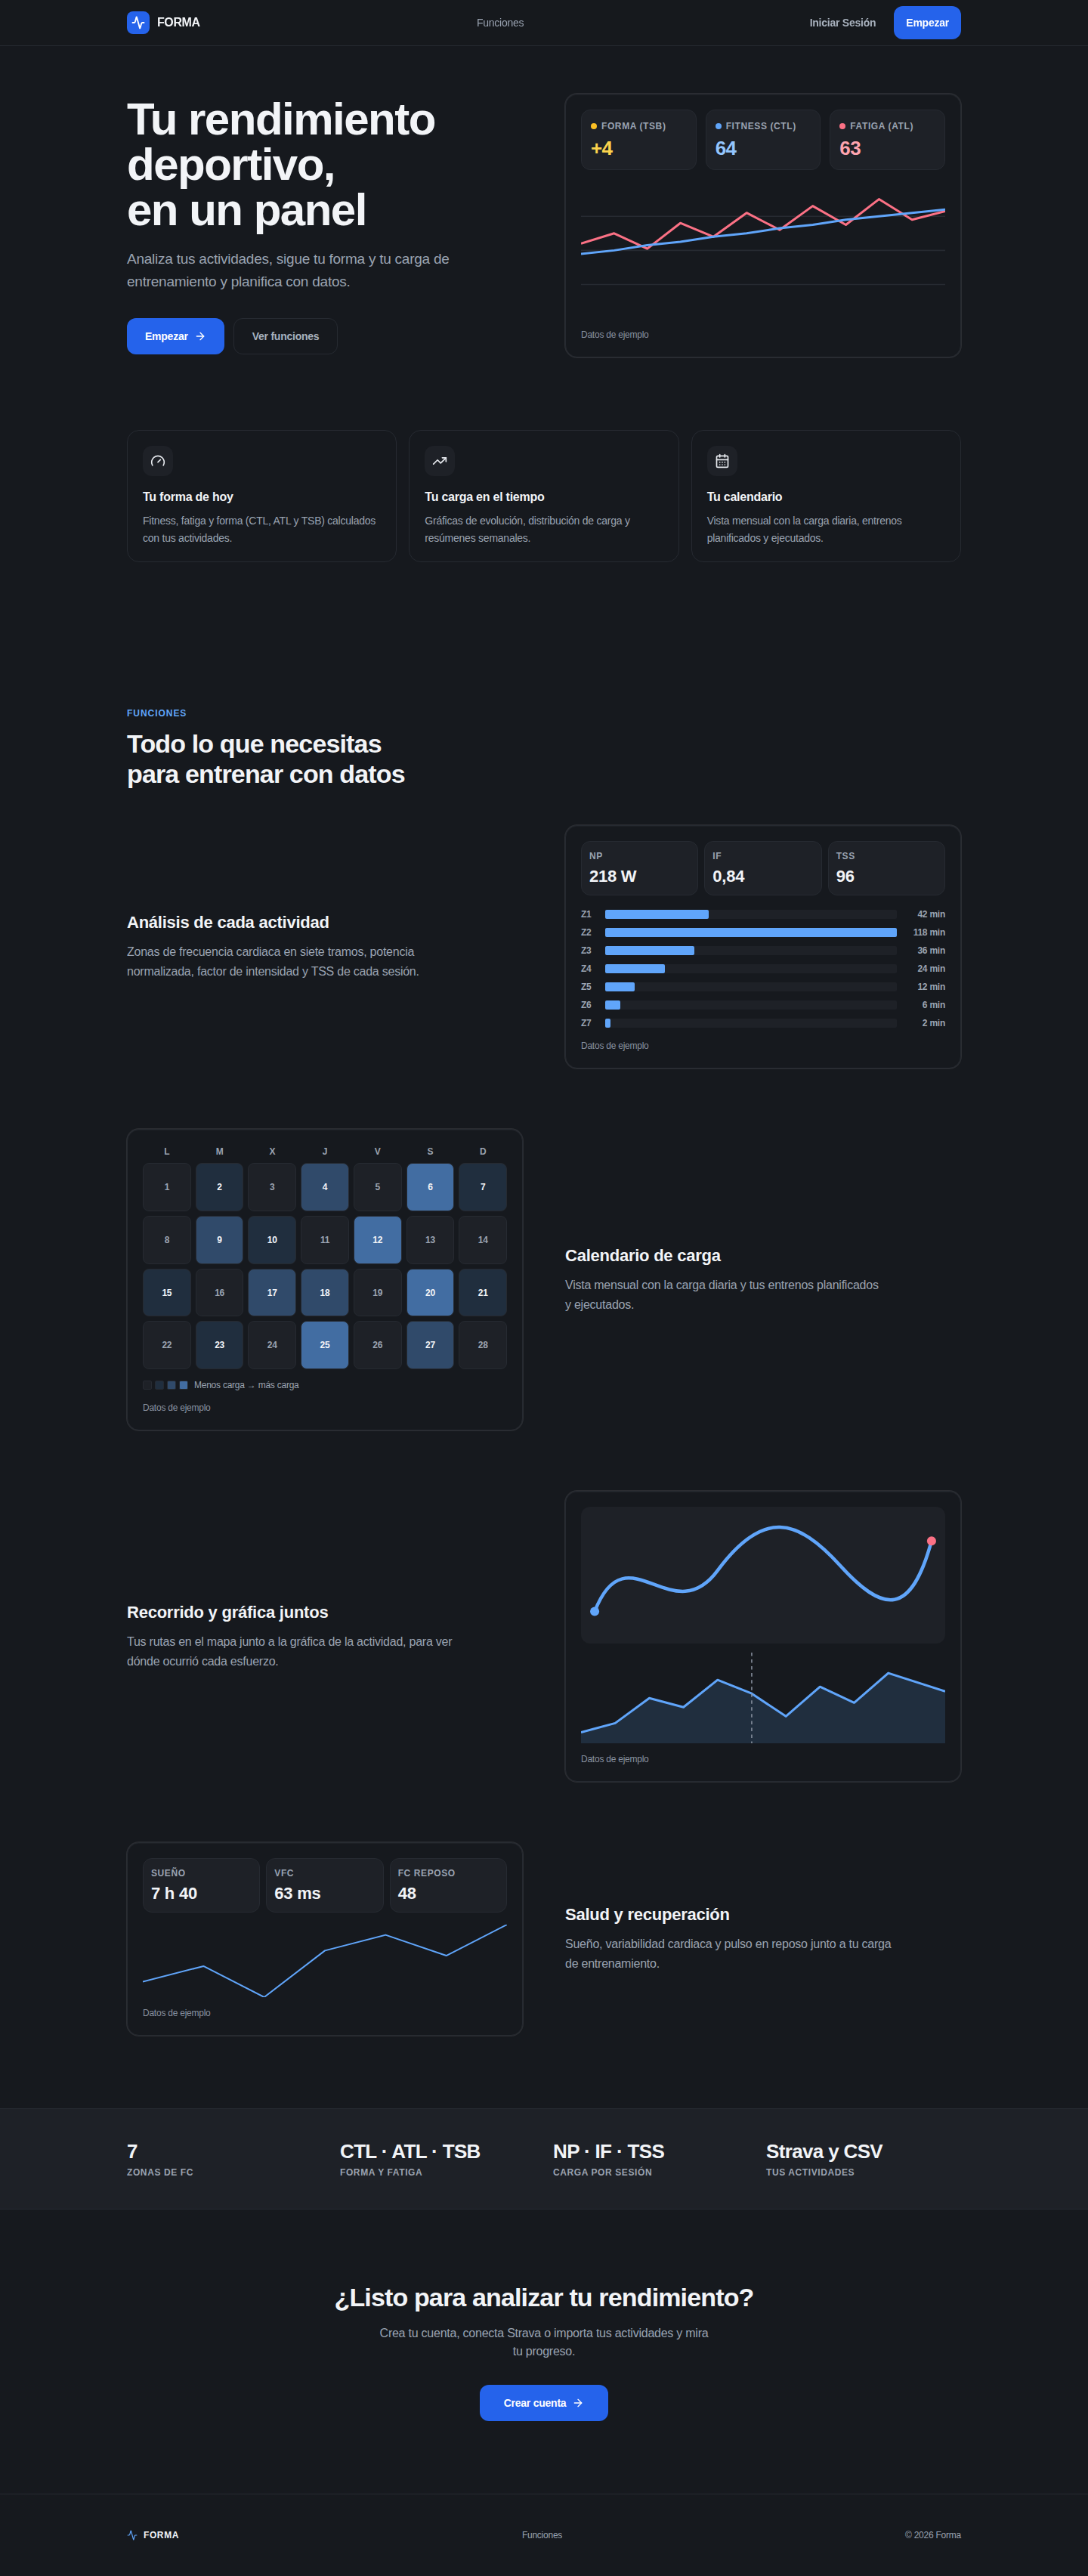 FORMA
Funciones
Iniciar Sesión
Empezar
Tu rendimiento
deportivo,
en un panel
Analiza tus actividades, sigue tu forma y tu carga de
entrenamiento y planifica con datos.
Empezar
Ver funciones
FORMA (TSB)
+4
FITNESS (CTL)
64
FATIGA (ATL)
63
Datos de ejemplo
Tu forma de hoy
Fitness, fatiga y forma (CTL, ATL y TSB) calculados
con tus actividades.
Tu carga en el tiempo
Gráficas de evolución, distribución de carga y
resúmenes semanales.
Tu calendario
Vista mensual con la carga diaria, entrenos
planificados y ejecutados.
FUNCIONES
Todo lo que necesitas
para entrenar con datos
Análisis de cada actividad
Zonas de frecuencia cardiaca en siete tramos, potencia
normalizada, factor de intensidad y TSS de cada sesión.
NP
218 W
IF
0,84
TSS
96
Z1 42 min
Z2 118 min
Z3 36 min
Z4 24 min
Z5 12 min
Z6 6 min
Z7 2 min
Datos de ejemplo
L M X J V S D
1 2 3 4 5 6 7
8 9 10 11 12 13 14
15 16 17 18 19 20 21
22 23 24 25 26 27 28
Menos carga → más carga
Datos de ejemplo
Calendario de carga
Vista mensual con la carga diaria y tus entrenos planificados
y ejecutados.
Recorrido y gráfica juntos
Tus rutas en el mapa junto a la gráfica de la actividad, para ver
dónde ocurrió cada esfuerzo.
Datos de ejemplo
SUEÑO
7 h 40
VFC
63 ms
FC REPOSO
48
Datos de ejemplo
Salud y recuperación
Sueño, variabilidad cardiaca y pulso en reposo junto a tu carga
de entrenamiento.
7
ZONAS DE FC
CTL · ATL · TSB
FORMA Y FATIGA
NP · IF · TSS
CARGA POR SESIÓN
Strava y CSV
TUS ACTIVIDADES
¿Listo para analizar tu rendimiento?
Crea tu cuenta, conecta Strava o importa tus actividades y mira
tu progreso.
Crear cuenta
FORMA
Funciones
© 2026 Forma